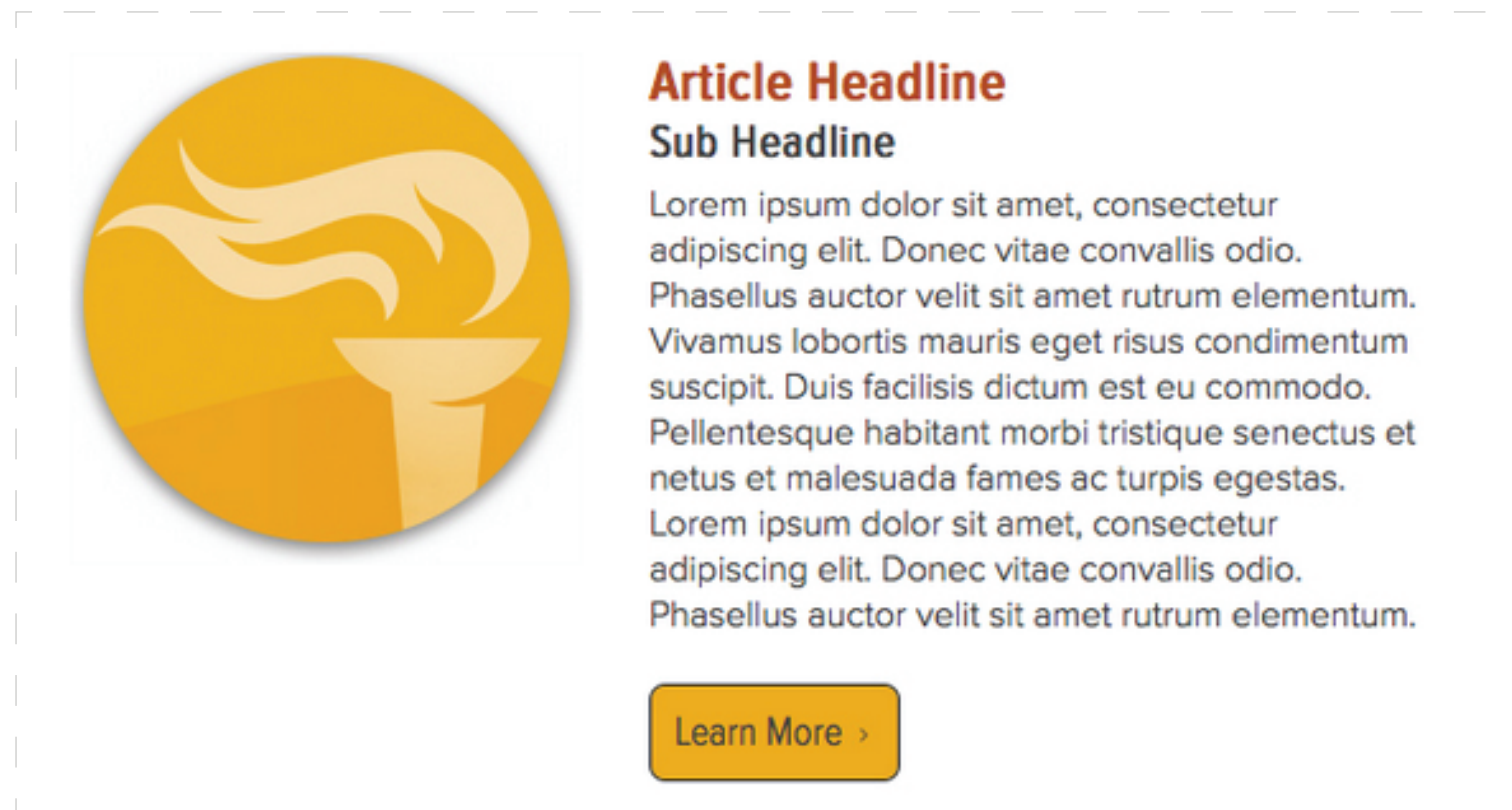 Article Headline
Sub Headline
Lorem ipsum dolor sit amet, consectetur
adipiscing elit. Donec vitae convallis odio.
Phasellus auctor velit sit amet rutrum elementum.
Vivamus lobortis mauris eget risus condimentum
suscipit. Duis facilisis dictum est eu commodo.
Pellentesque habitant morbi tristique senectus et
netus et malesuada fames ac turpis egestas.
Lorem ipsum dolor sit amet, consectetur
adipiscing elit. Donec vitae convallis odio.
Phasellus auctor velit sit amet rutrum elementum.
Learn More ›